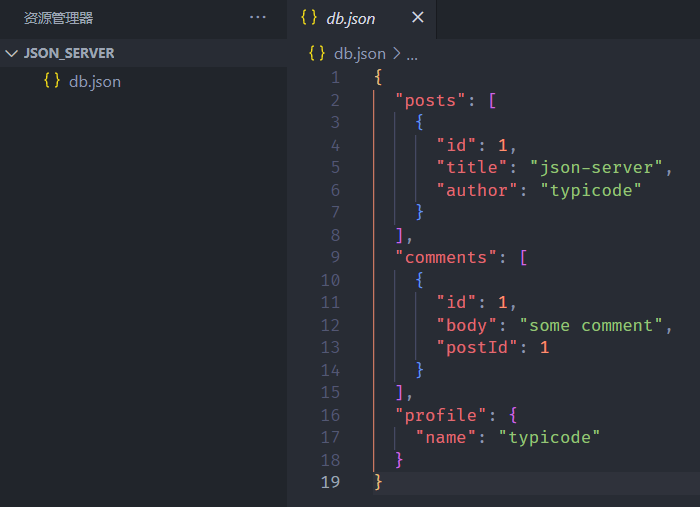 资源管理器 ...
JSON_SERVER
{} db.json
{} db.json ×
{} db.json > ...
1 {
2   "posts": [
3     {
4       "id": 1,
5       "title": "json-server",
6       "author": "typicode"
7     }
8   ],
9   "comments": [
10     {
11       "id": 1,
12       "body": "some comment",
13       "postId": 1
14     }
15   ],
16   "profile": {
17     "name": "typicode"
18   }
19 }